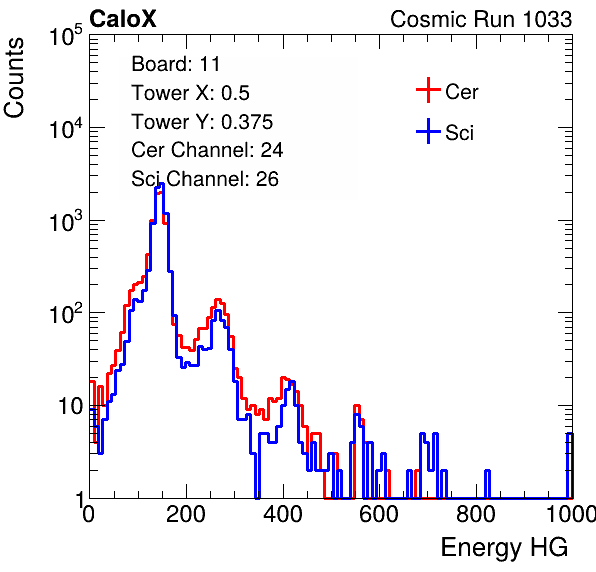 CaloX Cosmic Run 1033
Counts
10^5
10^4
10^3
10^2
10
1
Board: 11
Tower X: 0.5
Tower Y: 0.375
Cer Channel: 24
Sci Channel: 26
Cer
Sci
0 200 400 600 800 1000
Energy HG